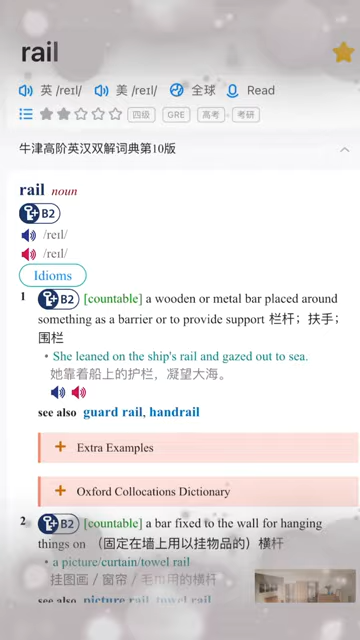 rail
英 /reɪl/ 美 /reɪl/ 全球 Read
四级 GRE 高考 考研
牛津高阶英汉双解词典第10版
rail noun
B2
/reɪl/
/reɪl/
Idioms
1 B2 [countable] a wooden or metal bar placed around
something as a barrier or to provide support 栏杆；扶手；
围栏
• She leaned on the ship's rail and gazed out to sea.
她靠着船上的护栏，凝望大海。
see also guard rail, handrail
+ Extra Examples
+ Oxford Collocations Dictionary
2 B2 [countable] a bar fixed to the wall for hanging
things on （固定在墙上用以挂物品的）横杆
• a picture/curtain/towel rail
挂图画／窗帘／毛巾用的横杆
see also picture rail, towel rail